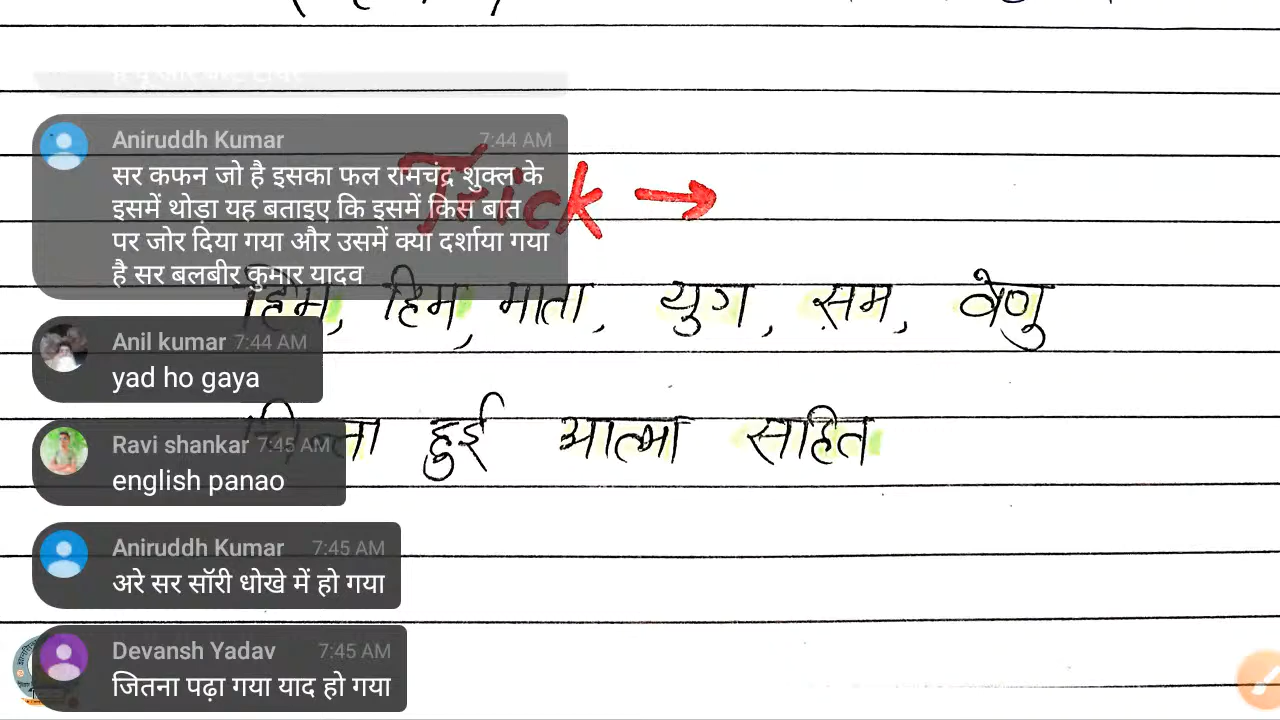 Aniruddh Kumar 7:44 AM
सर कफन जो है इसका फल रामचंद्र शुक्ल के
इसमें थोड़ा यह बताइए कि इसमें किस बात
पर जोर दिया गया और उसमें क्या दर्शाया गया
है सर बलबीर कुमार यादव
Trick →
हिम, हिम, माता, युग, सम, वेणु
Anil kumar 7:44 AM
yad ho gaya
हुई आत्मा साहित
Ravi shankar 7:45 AM
english panao
Aniruddh Kumar 7:45 AM
अरे सर सॉरी धोखे में हो गया
Devansh Yadav 7:45 AM
जितना पढ़ा गया याद हो गया